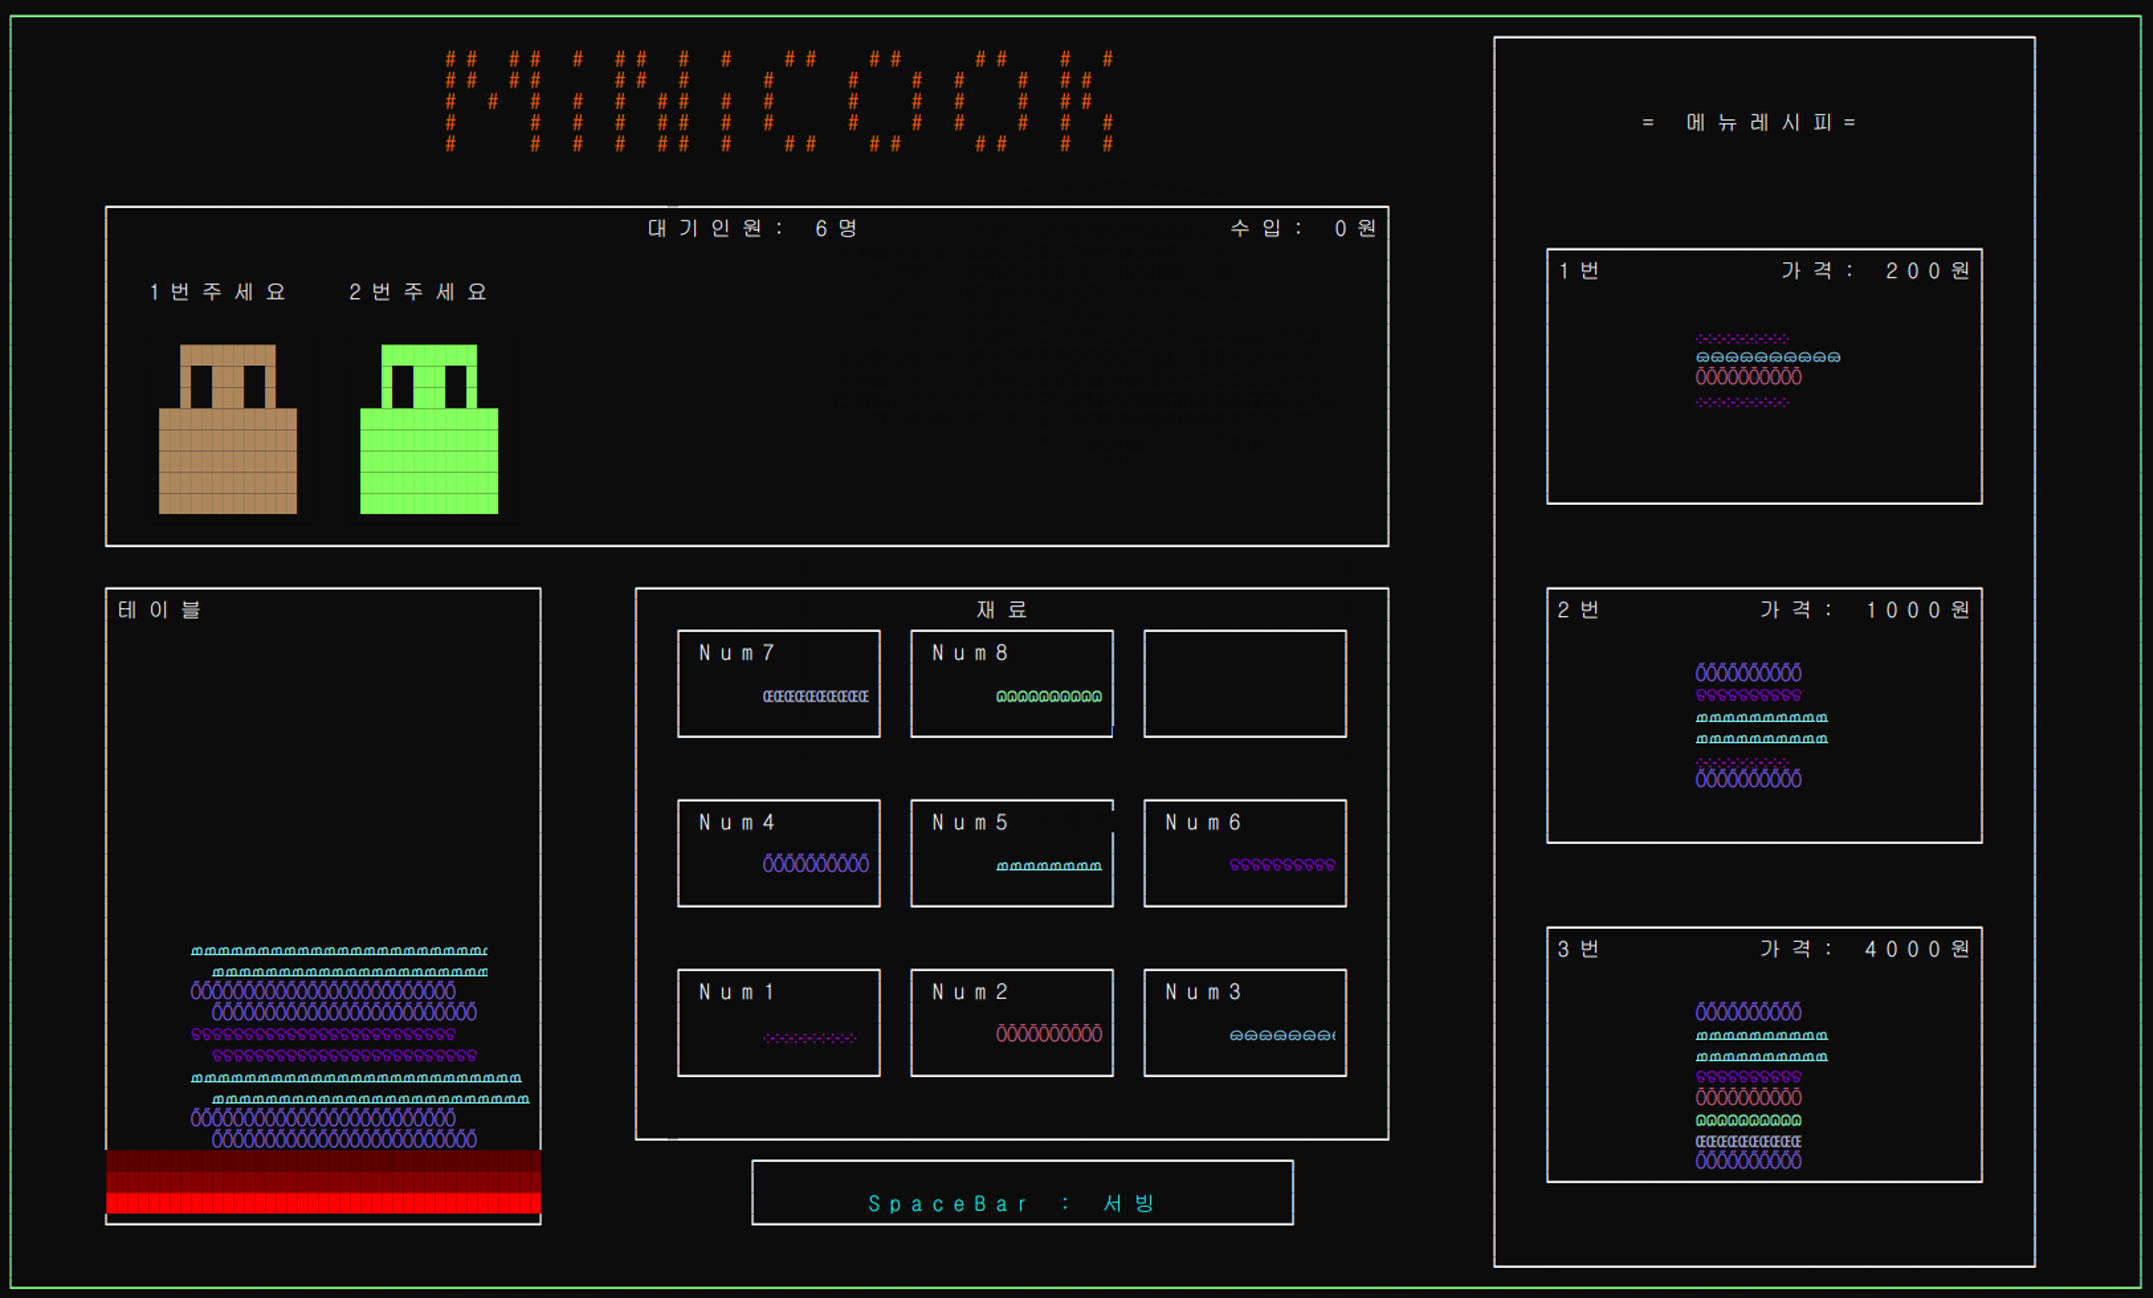 MiNiCOOK
대기인원: 6명
수입: 0원
1번주세요
2번주세요
테이블
재료
Num7
Num8
Num4
Num5
Num6
Num1
Num2
Num3
SpaceBar : 서빙
= 메뉴레시피=
1번
가격: 200원
2번
가격: 1000원
3번
가격: 4000원